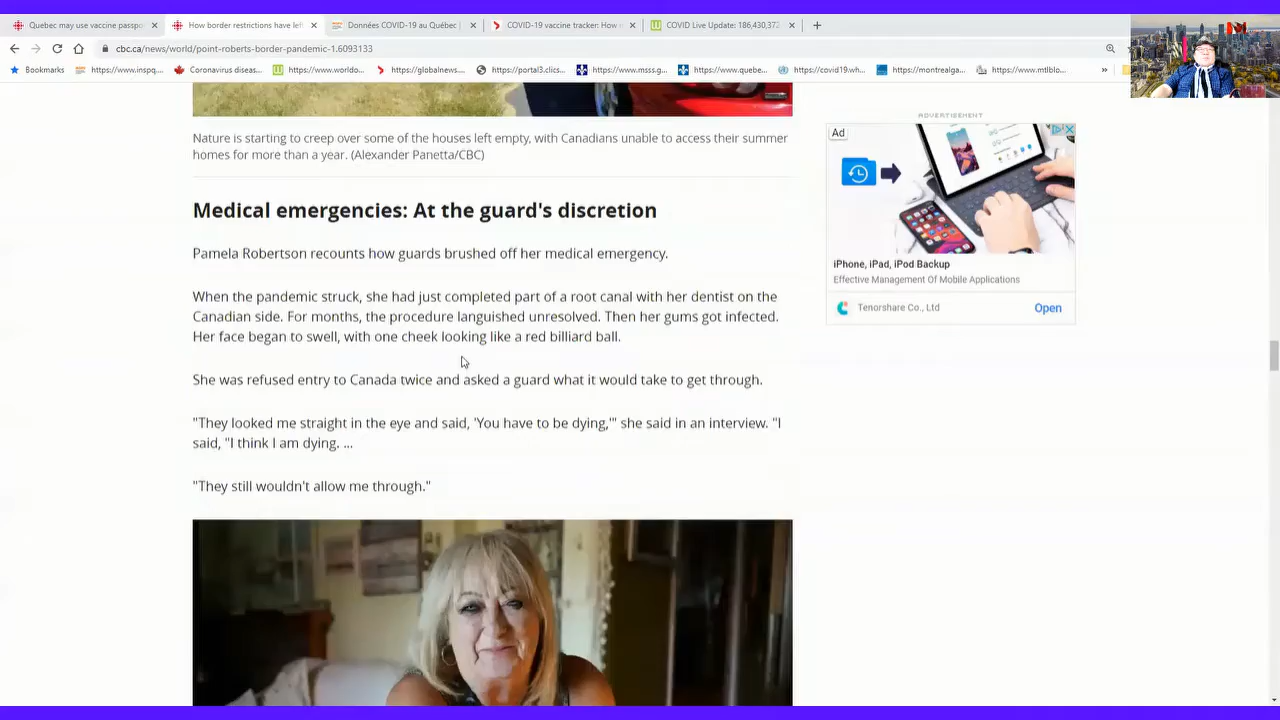 Quebec may use vaccine passpo
How border restrictions have lef
Données COVID-19 au Québec |
COVID-19 vaccine tracker: How
COVID Live Update: 186,430,37
cbc.ca/news/world/point-roberts-border-pandemic-1.6093133
Bookmarks
https://www.inspq...
Coronavirus diseas...
https://www.worldo...
https://globalnews....
https://portal3.clics...
https://www.msss.g...
https://www.quebe...
https://covid19.wh...
https://montrealga...
https://www.mtlblo...
Nature is starting to creep over some of the houses left empty, with Canadians unable to access their summer
homes for more than a year. (Alexander Panetta/CBC)
Medical emergencies: At the guard's discretion
Pamela Robertson recounts how guards brushed off her medical emergency.
When the pandemic struck, she had just completed part of a root canal with her dentist on the
Canadian side. For months, the procedure languished unresolved. Then her gums got infected.
Her face began to swell, with one cheek looking like a red billiard ball.
She was refused entry to Canada twice and asked a guard what it would take to get through.
"They looked me straight in the eye and said, 'You have to be dying,'" she said in an interview. "I
said, "I think I am dying. ...
"They still wouldn't allow me through."
ADVERTISEMENT
Ad
iPhone, iPad, iPod Backup
Effective Management Of Mobile Applications
Tenorshare Co., Ltd
Open